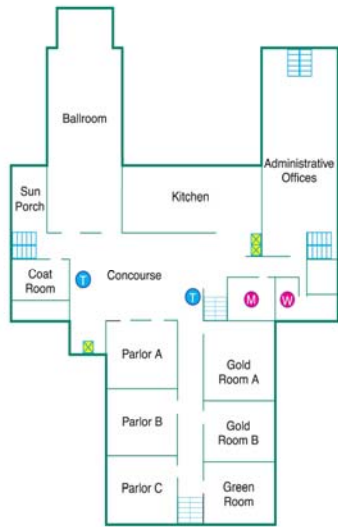 Ballroom
Sun
Porch
Kitchen
Administrative
Offices
Coat
Room
T
Concourse
T
M
W
Parlor A
Gold
Room A
Parlor B
Gold
Room B
Parlor C
Green
Room